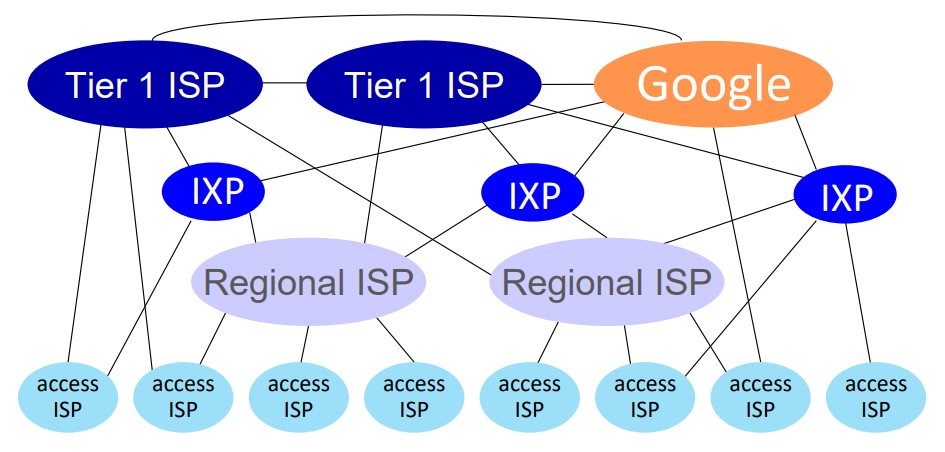 Tier 1 ISP
Tier 1 ISP
Google
IXP
IXP
IXP
Regional ISP
Regional ISP
access
ISP
access
ISP
access
ISP
access
ISP
access
ISP
access
ISP
access
ISP
access
ISP